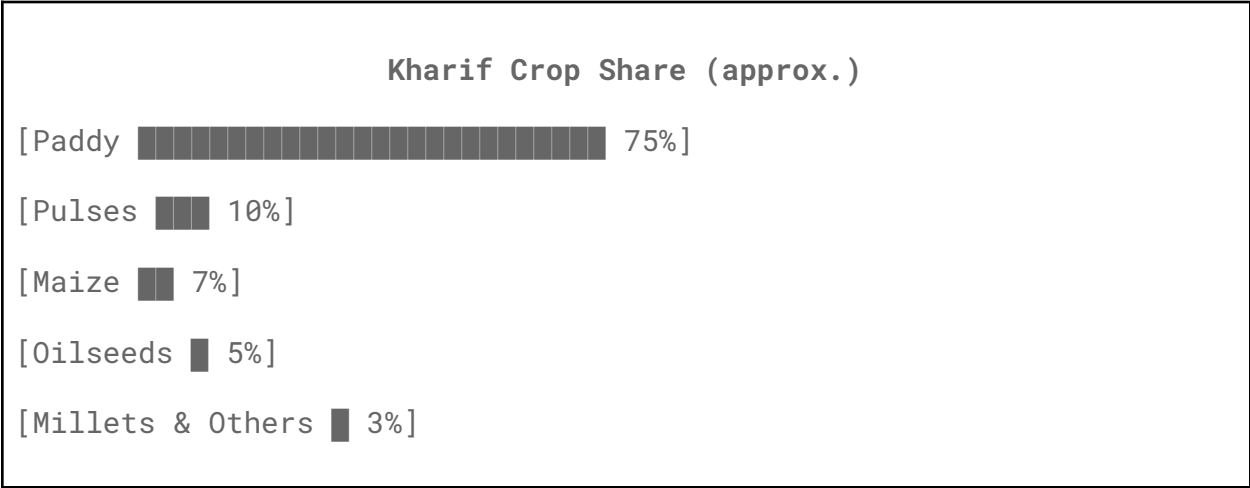 Kharif Crop Share (approx.)
[Paddy ██████████████████████████ 75%]
[Pulses ███ 10%]
[Maize ██ 7%]
[Oilseeds █ 5%]
[Millets & Others █ 3%]